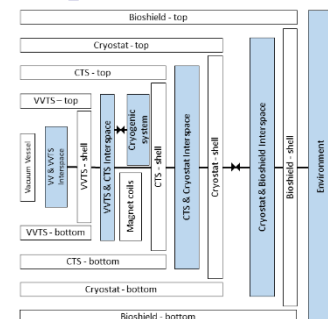 Bioshield - top
Cryostat - top
CTS - top
VVTS – top
Vacuum Vessel
VV & VVTS
Interspace
VVTS - shell
VVTS & CTS Interspace
Cryogenic
system
Magnet coils
CTS - shell
CTS & Cryostat Interspace
Cryostat - shell
Cryostat & Bioshield Interspace
Bioshield - shell
Environment
VVTS - bottom
CTS - bottom
Cryostat - bottom
Bioshield - bottom